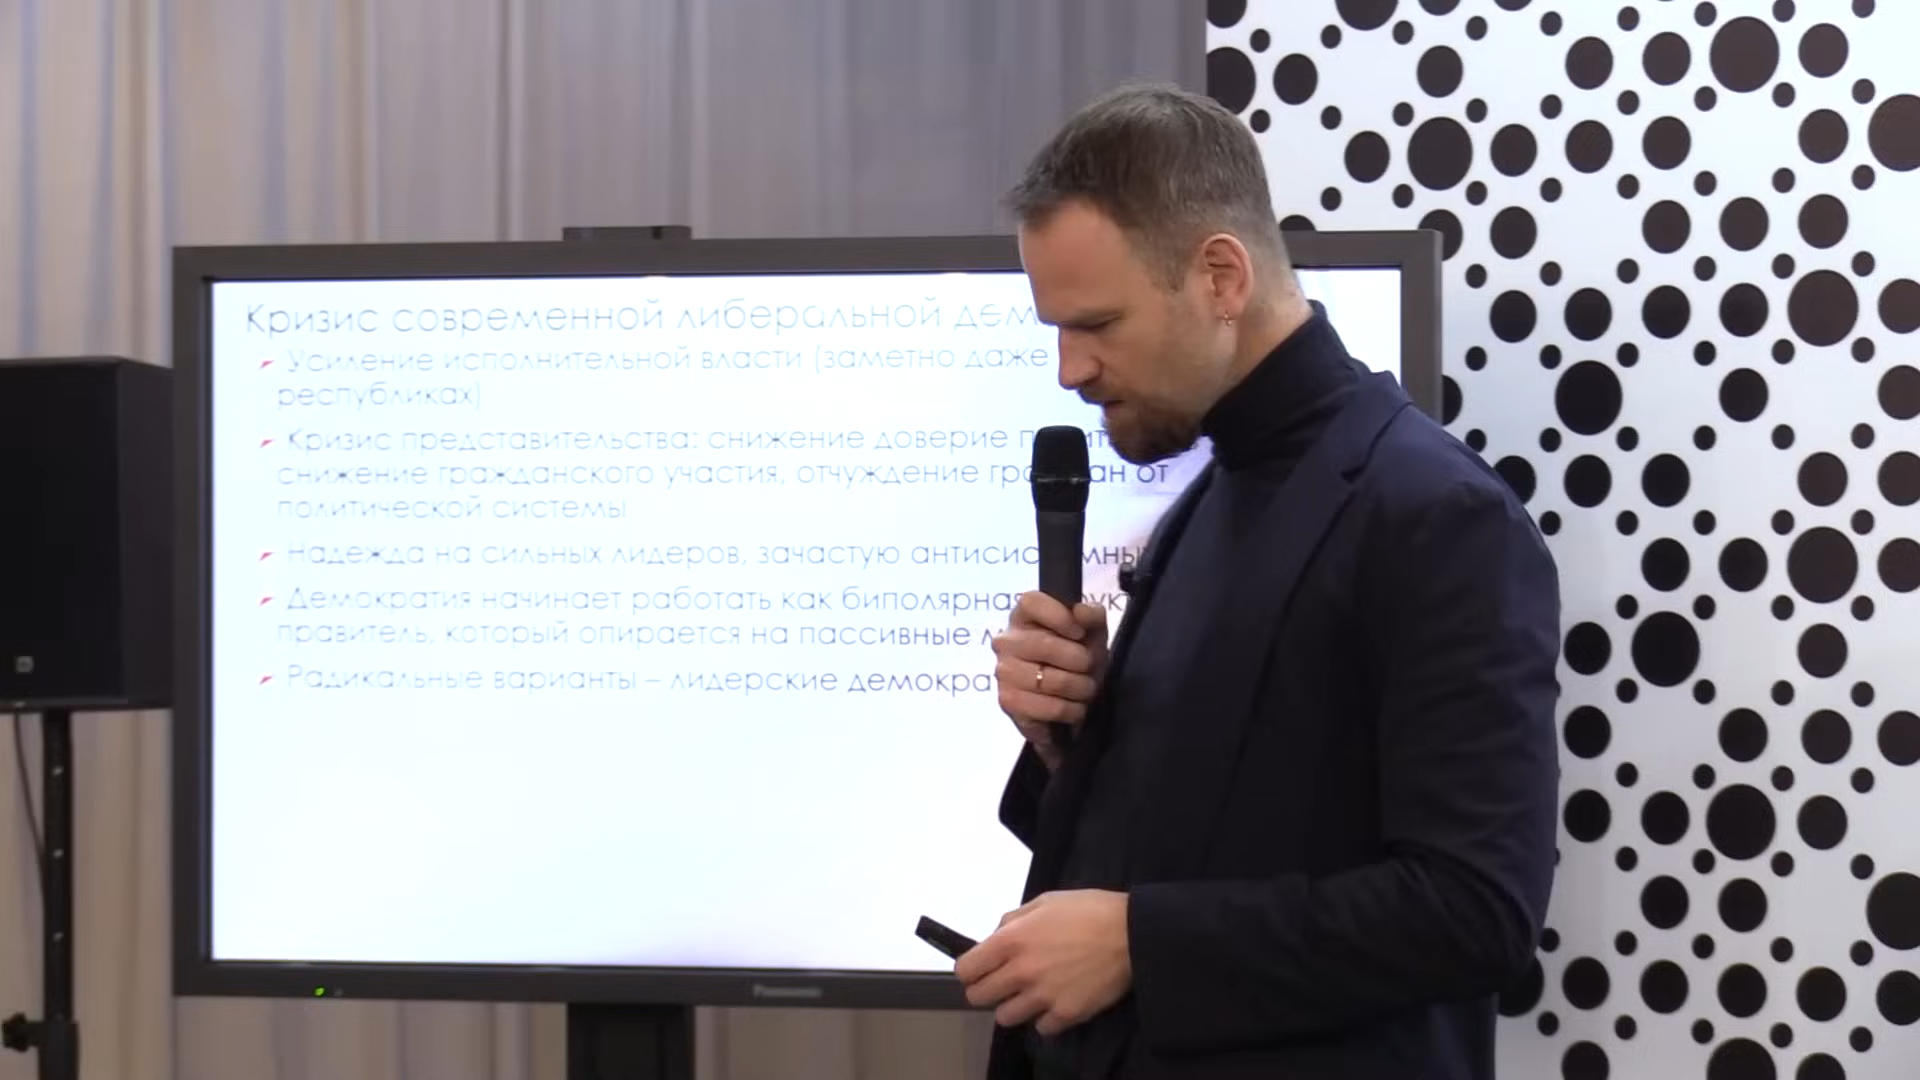 Кризис современной либеральной дем
Усиление исполнительной власти (заметно даже
республиках)
Кризис представительства: снижение доверие
снижение гражданского участия, отчуждение от
политической системы
Надежда на сильных лидеров, зачастую
Демократия начинает работать как биполярная
правитель, который опирается на пассивные
Радикальные варианты – лидерские демокра
Panasonic